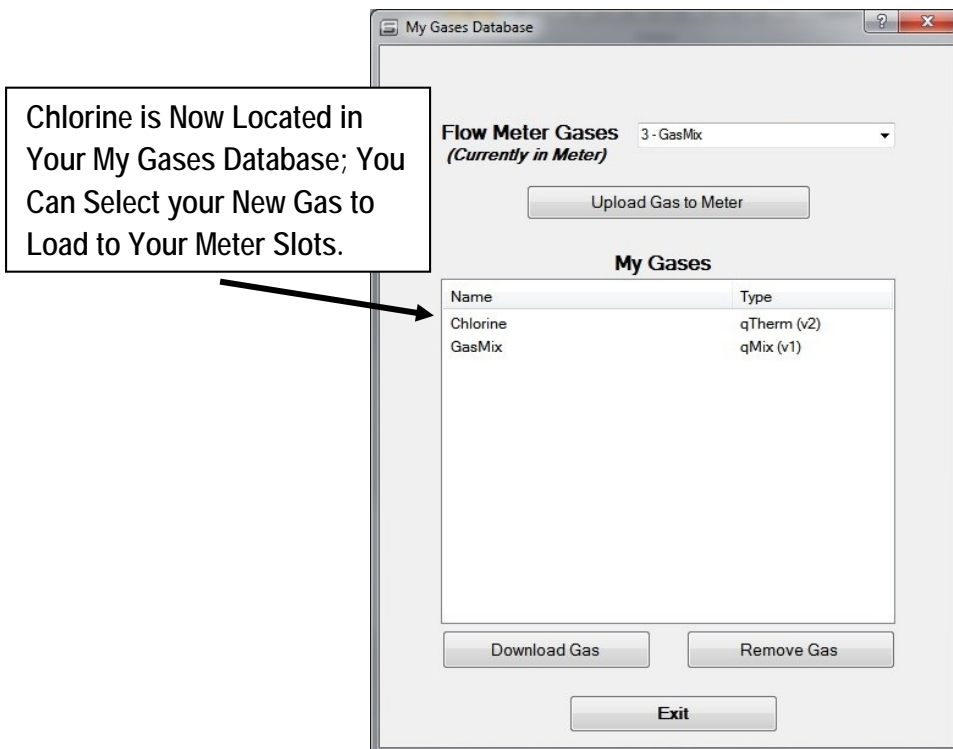 My Gases Database
Chlorine is Now Located in
Your My Gases Database; You
Can Select your New Gas to
Load to Your Meter Slots.
Flow Meter Gases 3 - GasMix
(Currently in Meter)
Upload Gas to Meter
My Gases
Name Type
Chlorine qTherm (v2)
GasMix qMix (v1)
Download Gas Remove Gas
Exit